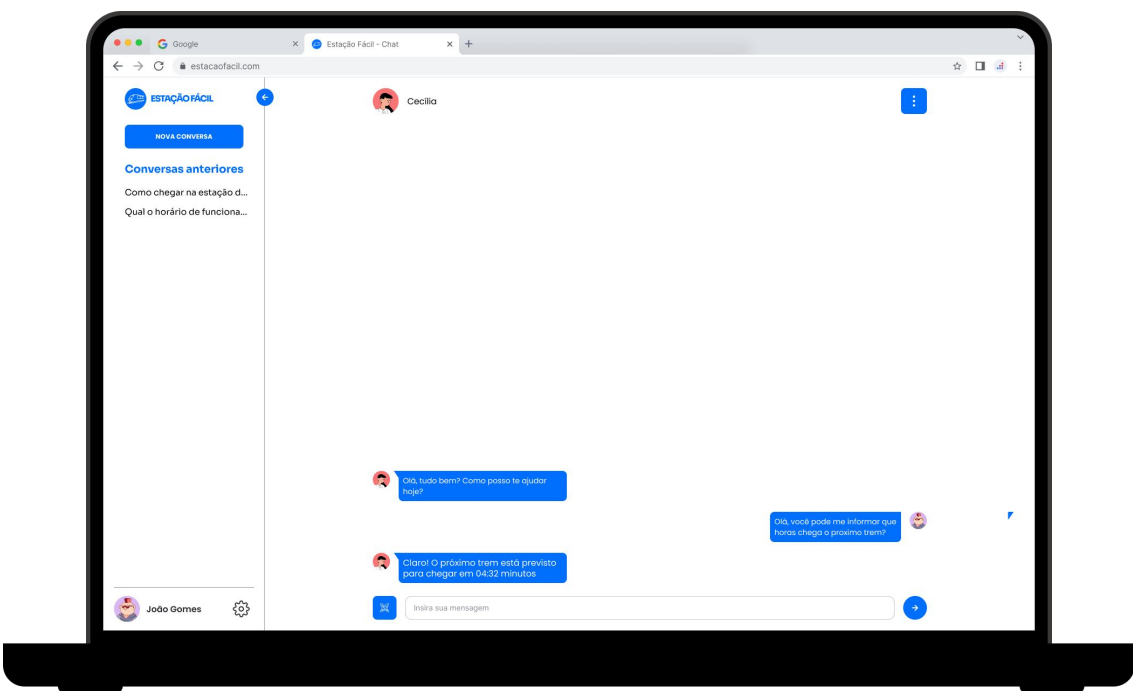 Google
Estação Fácil - Chat
estacaofacil.com
ESTAÇÃO FÁCIL
NOVA CONVERSA
Conversas anteriores
Como chegar na estação d...
Qual o horário de funciona...
João Gomes
Cecília
Olá, tudo bem? Como posso te ajudar
hoje?
Olá, você pode me informar que
horas chega o proximo trem?
Claro! O próximo trem está previsto
para chegar em 04:32 minutos
Insira sua mensagem